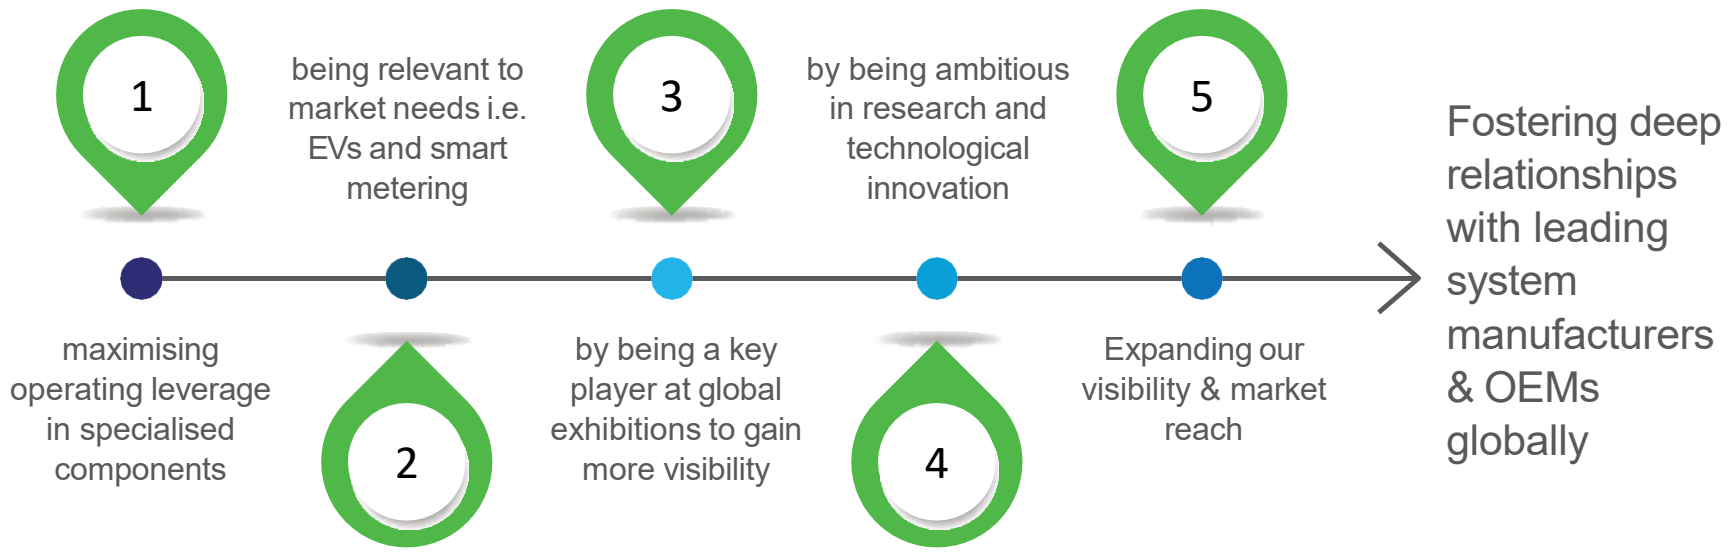 1
maximising
operating leverage
in specialised
components
being relevant to
market needs i.e.
EVs and smart
metering
2
3
by being a key
player at global
exhibitions to gain
more visibility
by being ambitious
in research and
technological
innovation
4
5
Expanding our
visibility & market
reach
Fostering deep
relationships
with leading
system
manufacturers
& OEMs
globally